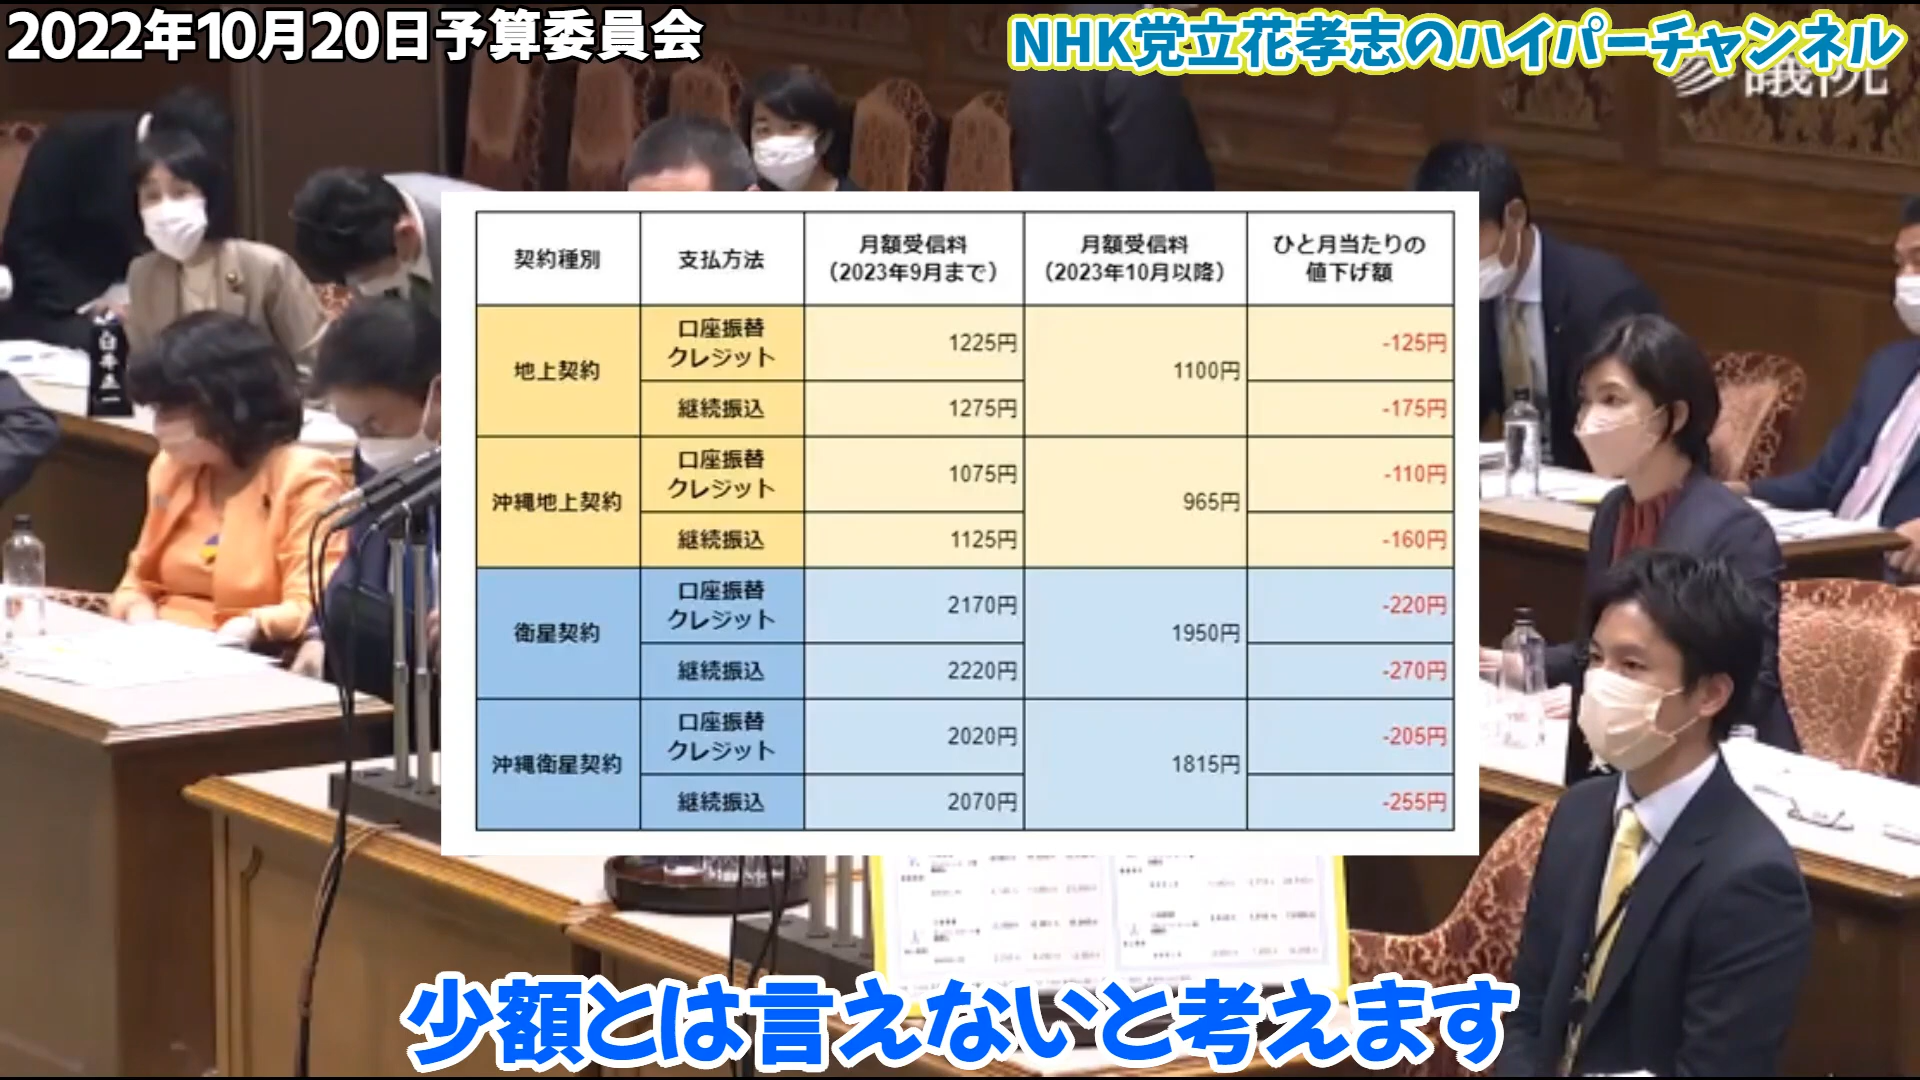 2022年10月20日予算委員会
NHK党立花孝志のハイパーチャンネル
参議院
契約種別
支払方法
月額受信料
（2023年9月まで）
月額受信料
（2023年10月以降）
ひと月当たりの
値下げ額
地上契約
口座振替
クレジット
1225円
1100円
-125円
継続振込
1275円
-175円
沖縄地上契約
口座振替
クレジット
1075円
965円
-110円
継続振込
1125円
-160円
衛星契約
口座振替
クレジット
2170円
1950円
-220円
継続振込
2220円
-270円
沖縄衛星契約
口座振替
クレジット
2020円
1815円
-205円
継続振込
2070円
-255円
少額とは言えないと考えます